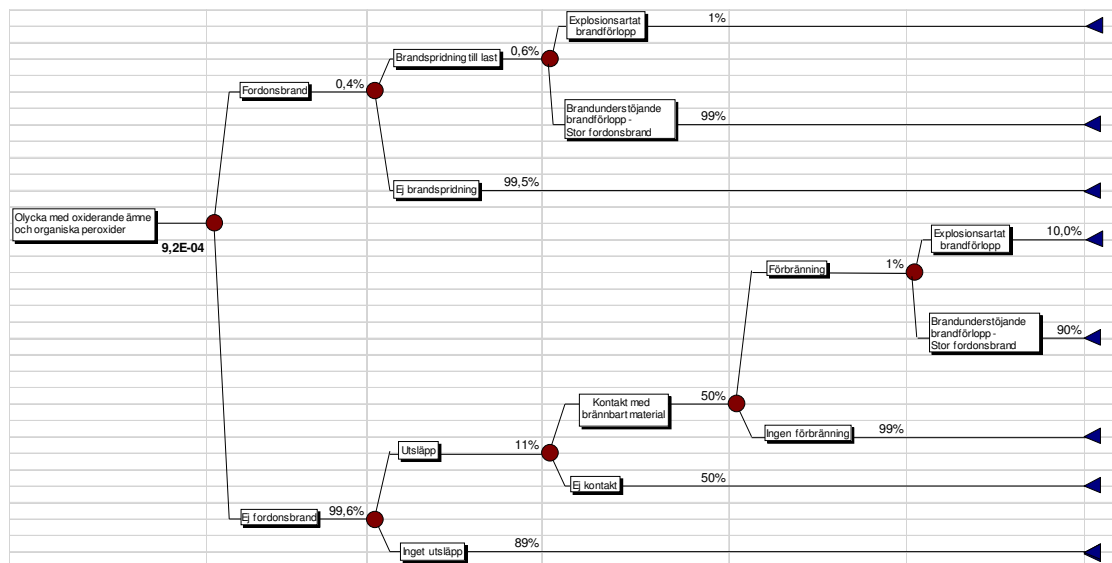 Explosionsartat
brandförlopp
1%
Brandspridning till last
0,6%
Fordonsbrand
0,4%
Brandunderstöjande
brandförlopp -
Stor fordonsbrand
99%
Ej brandspridning
99,5%
Olycka med oxiderande ämne
och organiska peroxider
9,2E-04
Explosionsartat
brandförlopp
10,0%
Förbränning
1%
Brandunderstöjande
brandförlopp -
Stor fordonsbrand
90%
Kontakt med
brännbart material
50%
Ingen förbränning
99%
Utsläpp
11%
Ej kontakt
50%
Ej fordonsbrand
99,6%
Inget utsläpp
89%